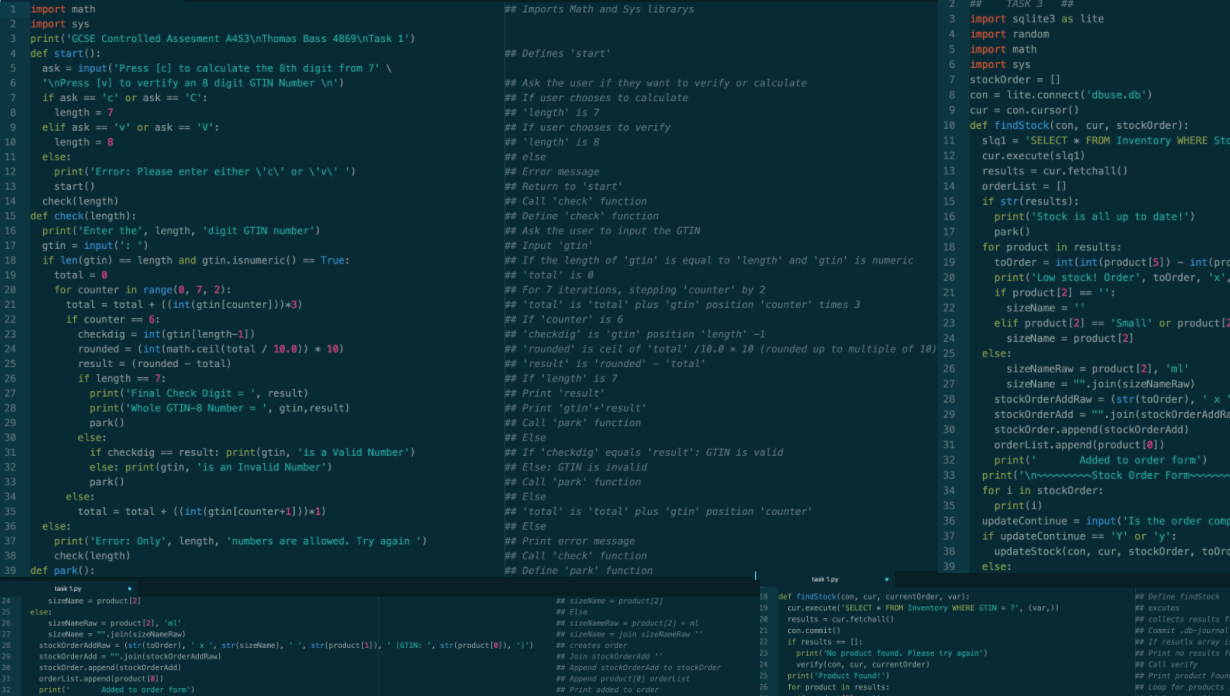 1 import math ## Imports Math and Sys librarys
2 import sys
3 print('GCSE Controlled Assesment A453\nThomas Bass 4869\nTask 1')
4 def start(): ## Defines 'start'
5 ask = input('Press [c] to calculate the 8th digit from 7' \
6 '\nPress [v] to vertify an 8 digit GTIN Number \n') ## Ask the user if they want to verify or calculate
7 if ask == 'c' or ask == 'C': ## If user chooses to calculate
8 length = 7 ## 'length' is 7
9 elif ask == 'v' or ask == 'V': ## If user chooses to verify
10 length = 8 ## 'length' is 8
11 else: ## else
12 print('Error: Please enter either \'c\' or \'v\' ') ## Error message
13 start() ## Return to 'start'
14 check(length) ## Call 'check' function
15 def check(length): ## Define 'check' function
16 print('Enter the', length, 'digit GTIN number') ## Ask the user to input the GTIN
17 gtin = input(': ') ## Input 'gtin'
18 if len(gtin) == length and gtin.isnumeric() == True: ## If the length of 'gtin' is equal to 'length' and 'gtin' is numeric
19 total = 0 ## 'total' is 0
20 for counter in range(0, 7, 2): ## For 7 iterations, stepping 'counter' by 2
21 total = total + ((int(gtin[counter]))*3) ## 'total' is 'total' plus 'gtin' position 'counter' times 3
22 if counter == 6: ## If 'counter' is 6
23 checkdig = int(gtin[length-1]) ## 'checkdig' is 'gtin' position 'length' -1
24 rounded = (int(math.ceil(total / 10.0)) * 10) ## 'rounded' is ceil of 'total' /10.0 * 10 (rounded up to multiple of 10)
25 result = (rounded - total) ## 'result' is 'rounded' - 'total'
26 if length == 7: ## If 'length' is 7
27 print('Final Check Digit = ', result) ## Print 'result'
28 print('Whole GTIN-8 Number = ', gtin,result) ## Print 'gtin'+'result'
29 park() ## Call 'park' function
30 else: ## Else
31 if checkdig == result: print(gtin, 'is a Valid Number') ## If 'checkdig' equals 'result': GTIN is valid
32 else: print(gtin, 'is an Invalid Number') ## Else: GTIN is invalid
33 park() ## Call 'park' function
34 else: ## Else
35 total = total + ((int(gtin[counter+1]))*1) ## 'total' is 'total' plus 'gtin' position 'counter'
36 else: ## Else
37 print('Error: Only', length, 'numbers are allowed. Try again ') ## Print error message
38 check(length) ## Call 'check' function
39 def park(): ## Define 'park' function
2 ## TASK 3 ##
3 import sqlite3 as lite
4 import random
5 import math
6 import sys
7 stockOrder = []
8 con = lite.connect('dbuse.db')
9 cur = con.cursor()
10 def findStock(con, cur, stockOrder):
11 slq1 = 'SELECT * FROM Inventory WHERE Sto
12 cur.execute(slq1)
13 results = cur.fetchall()
14 orderList = []
15 if str(results):
16 print('Stock is all up to date!')
17 park()
18 for product in results:
19 toOrder = int(int(product[5]) - int(pro
20 print('Low stock! Order', toOrder, 'x',
21 if product[2] == '':
22 sizeName = ''
23 elif product[2] == 'Small' or product[2
24 sizeName = product[2]
25 else:
26 sizeNameRaw = product[2], 'ml'
27 sizeName = "".join(sizeNameRaw)
28 stockOrderAddRaw = (str(toOrder), ' x '
29 stockOrderAdd = "".join(stockOrderAddRa
30 stockOrder.append(stockOrderAdd)
31 orderList.append(product[0])
32 print(' Added to order form')
33 print('\n~~~~~~~~~Stock Order Form~~~~~~
34 for i in stockOrder:
35 print(i)
36 updateContinue = input('Is the order comp
37 if updateContinue == 'Y' or 'y':
38 updateStock(con, cur, stockOrder, toOrd
39 else:
task 1.py
24 sizeName = product[2] ## sizeName = product[2]
25 else: ## Else
26 sizeNameRaw = product[2], 'ml' ## sizeNameRaw = product[2] + ml
27 sizeName = "".join(sizeNameRaw) ## sizeName = join sizeNameRaw ''
28 stockOrderAddRaw = (str(toOrder), ' x ', str(sizeName), ' ', str(product[1]), ' (GTIN: ', str(product[0]), ')') ## creates order
29 stockOrderAdd = "".join(stockOrderAddRaw) ## Join stockOrderAdd ''
30 stockOrder.append(stockOrderAdd) ## Append stockOrderAdd to stockOrder
31 orderList.append(product[0]) ## Append product[0] orderList
32 print(' Added to order form') ## Print added to order
task 1.py
18 def findStock(con, cur, currentOrder, var): ## Define findStock
19 cur.execute('SELECT * FROM Inventory WHERE GTIN = ?', (var,)) ## excutes
20 results = cur.fetchall() ## collects results f
21 con.commit() ## Commit .db-journal
22 if results == []: ## If resutls array i
23 print('No product found. Please try again') ## Print no results f
24 verify(con, cur, currentOrder) ## Call verify
25 print('Product Found!') ## Print product Foun
26 for product in results: ## Loop for products